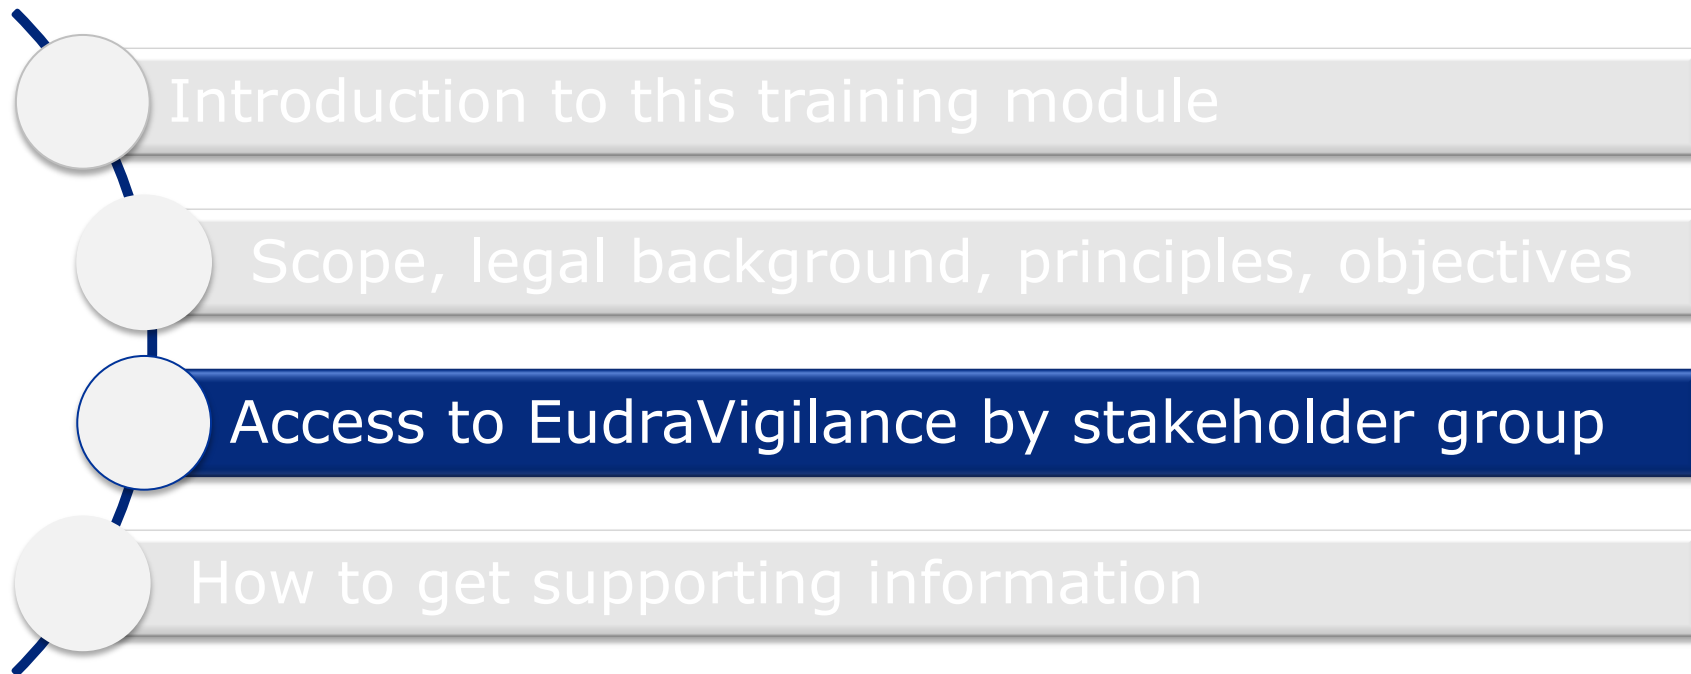 Introduction to this training module
Scope, legal background, principles, objectives
Access to EudraVigilance by stakeholder group
How to get supporting information